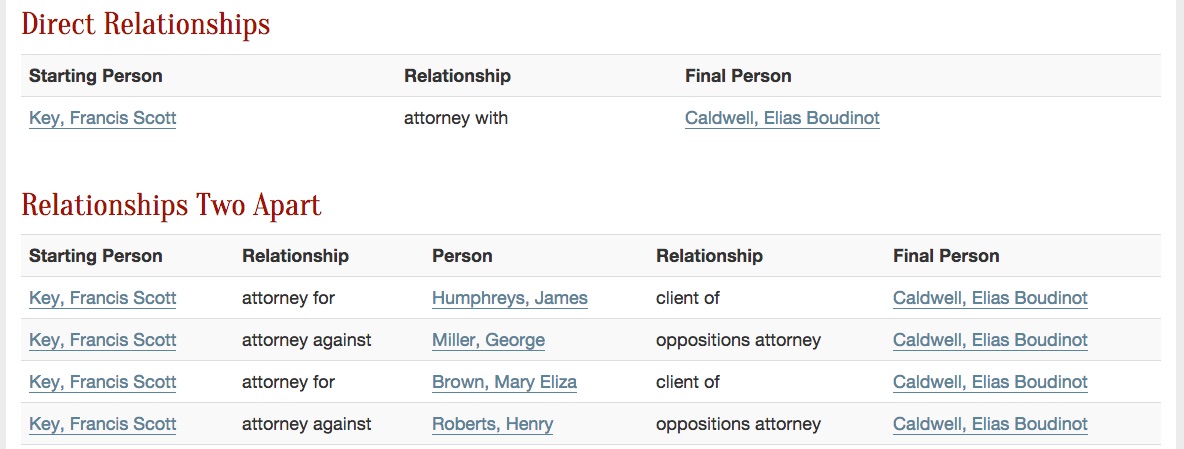 Direct Relationships
Starting Person Relationship Final Person
Key, Francis Scott attorney with Caldwell, Elias Boudinot
Relationships Two Apart
Starting Person Relationship Person Relationship Final Person
Key, Francis Scott attorney for Humphreys, James client of Caldwell, Elias Boudinot
Key, Francis Scott attorney against Miller, George oppositions attorney Caldwell, Elias Boudinot
Key, Francis Scott attorney for Brown, Mary Eliza client of Caldwell, Elias Boudinot
Key, Francis Scott attorney against Roberts, Henry oppositions attorney Caldwell, Elias Boudinot